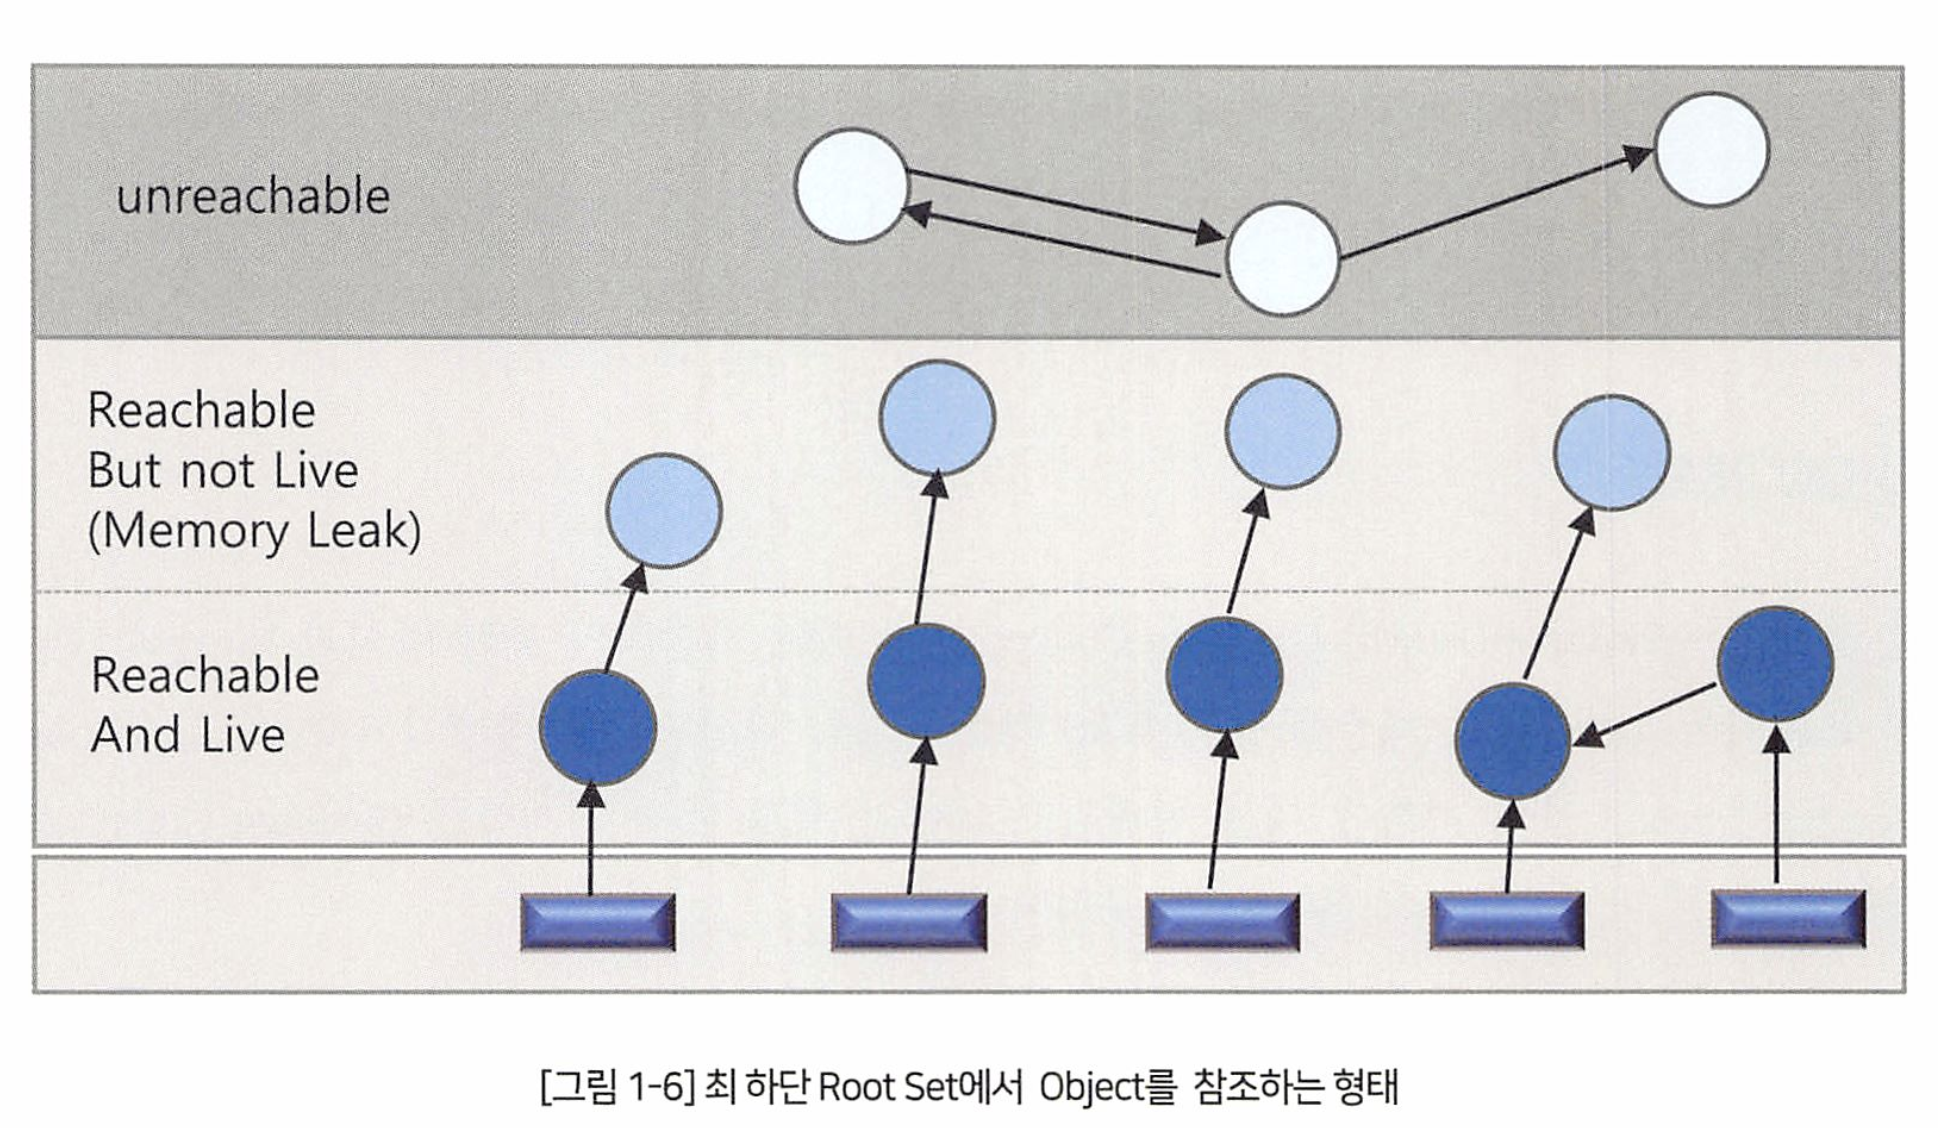 unreachable
Reachable
But not Live
(Memory Leak)
Reachable
And Live
[그림 1-6] 최 하단 Root Set에서 Object를 참조하는 형태